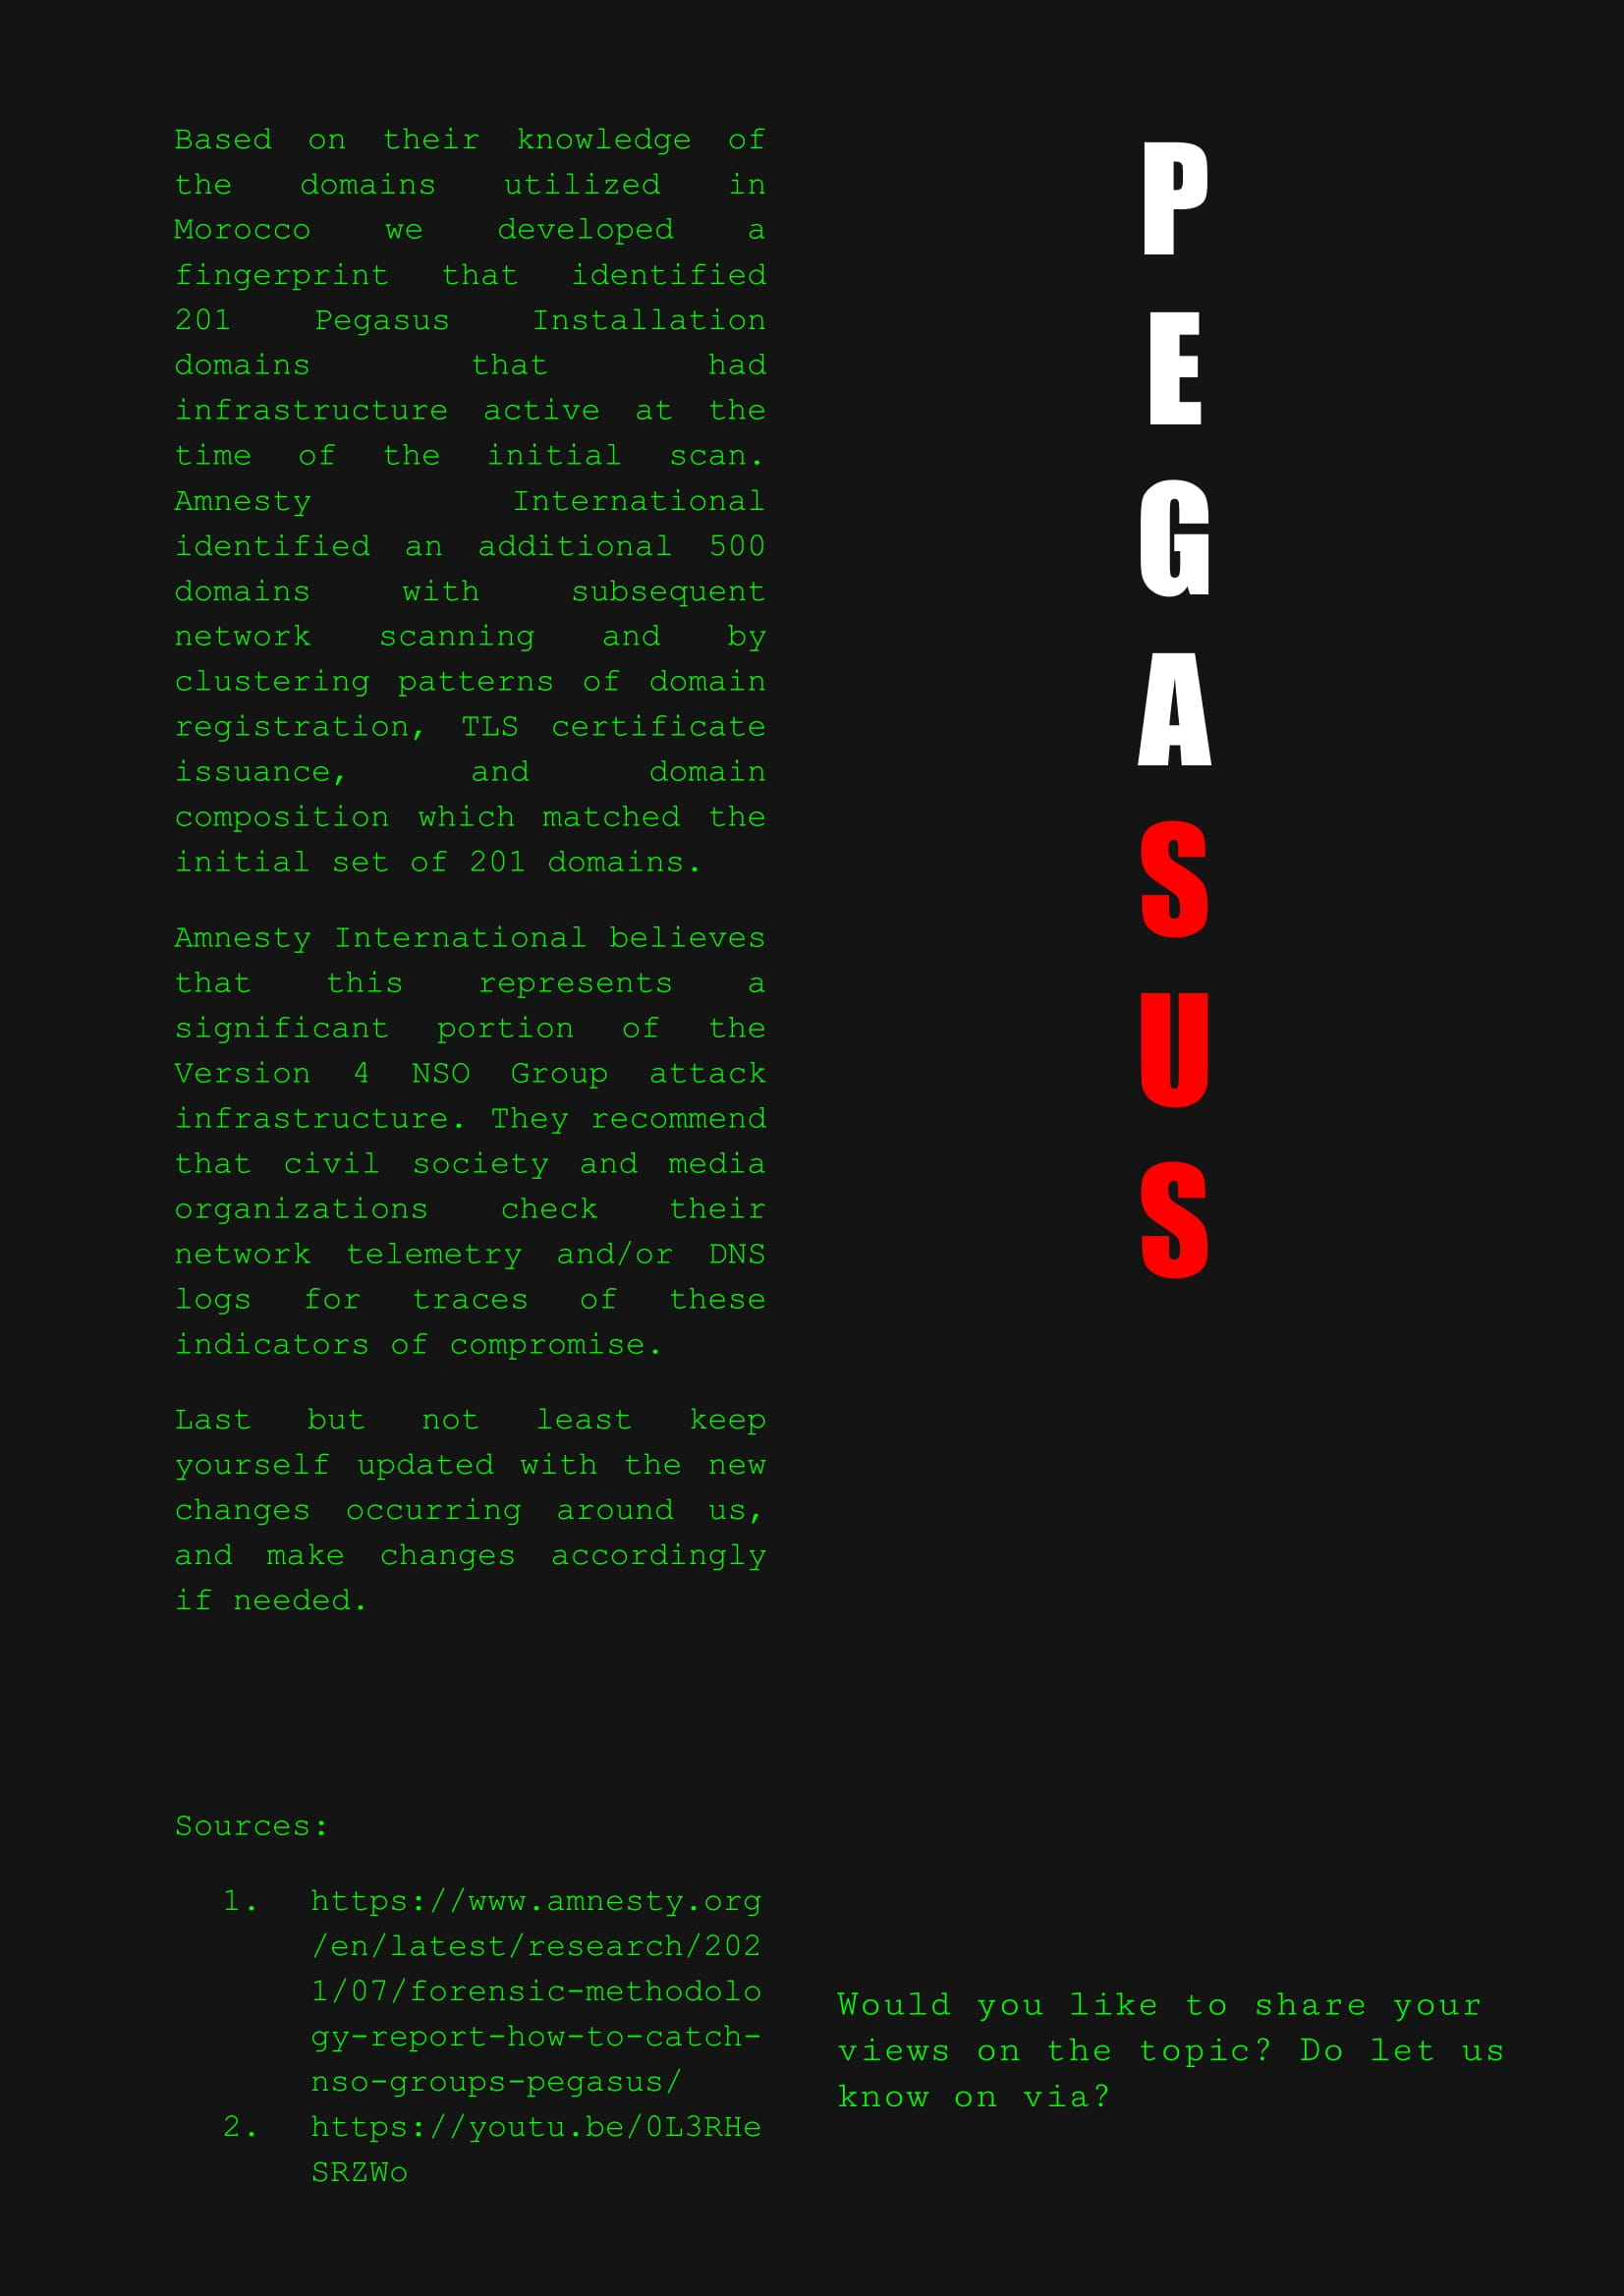 Based on their knowledge of
the domains utilized in
Morocco we developed a
fingerprint that identified
201 Pegasus Installation
domains that had
infrastructure active at the
time of the initial scan.
Amnesty International
identified an additional 500
domains with subsequent
network scanning and by
clustering patterns of domain
registration, TLS certificate
issuance, and domain
composition which matched the
initial set of 201 domains.
Amnesty International believes
that this represents a
significant portion of the
Version 4 NSO Group attack
infrastructure. They recommend
that civil society and media
organizations check their
network telemetry and/or DNS
logs for traces of these
indicators of compromise.
Last but not least keep
yourself updated with the new
changes occurring around us,
and make changes accordingly
if needed.
Sources:
1. https://www.amnesty.org
/en/latest/research/202
1/07/forensic-methodolo
gy-report-how-to-catch-
nso-groups-pegasus/
2. https://youtu.be/0L3RHe
SRZWo
P
E
G
A
S
U
S
Would you like to share your
views on the topic? Do let us
know on via?